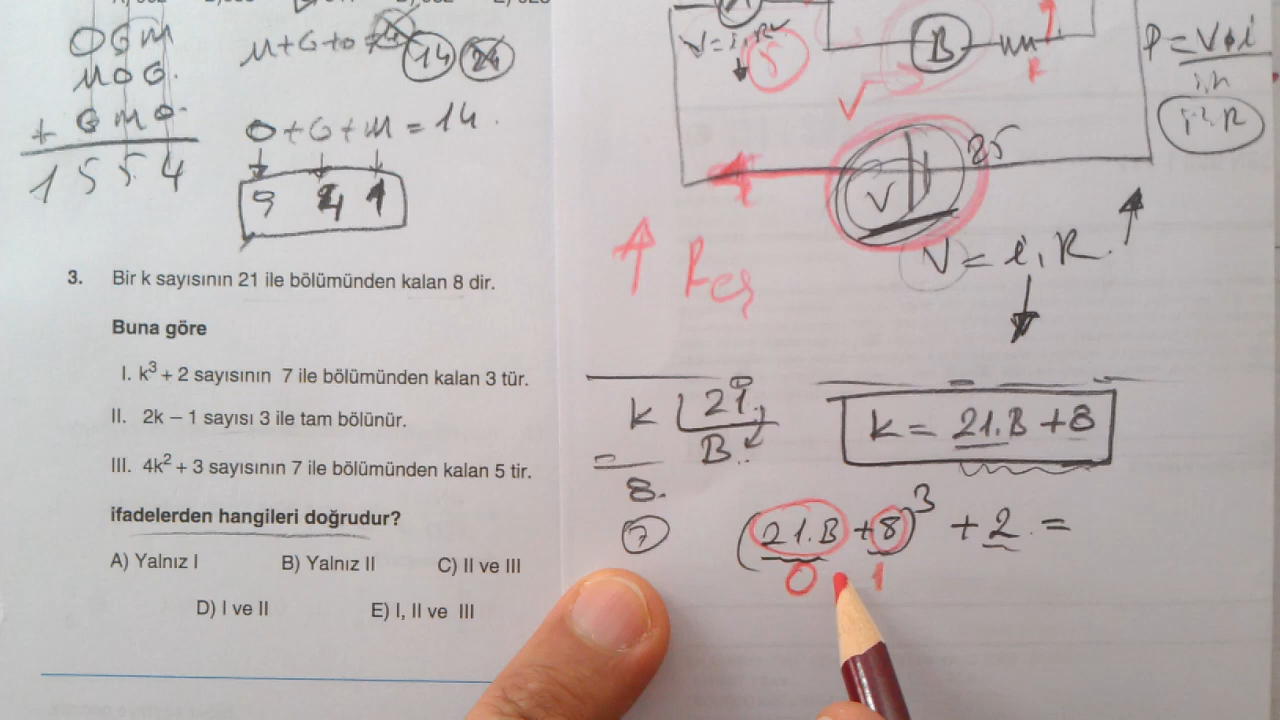 OGM
MOG
+ GMO
1554
M+G+O 14 24
O+G+M = 14
9 4 1
V = i.R
5
B
R
P = V.i
i.R
i².R
V
25
V = i.R
Reş
3. Bir k sayısının 21 ile bölümünden kalan 8 dir.
Buna göre
I. k³ + 2 sayısının 7 ile bölümünden kalan 3 tür.
II. 2k – 1 sayısı 3 ile tam bölünür.
III. 4k² + 3 sayısının 7 ile bölümünden kalan 5 tir.
ifadelerden hangileri doğrudur?
A) Yalnız I B) Yalnız II C) II ve III
D) I ve II E) I, II ve III
k 21
B
8
7
k = 21.B + 8
(21.B + 8)³ + 2 =
0 1